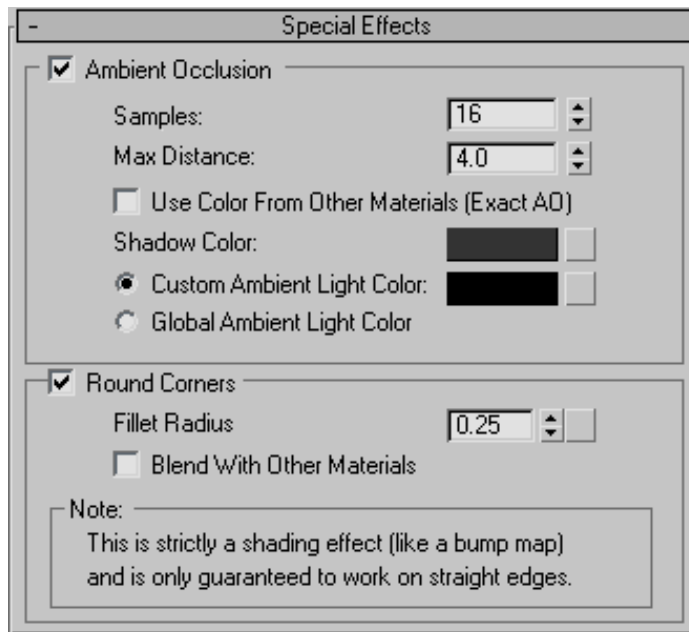 - Special Effects
Ambient Occlusion
Samples: 16
Max Distance: 4.0
Use Color From Other Materials (Exact AO)
Shadow Color:
Custom Ambient Light Color:
Global Ambient Light Color
Round Corners
Fillet Radius 0.25
Blend With Other Materials
Note:
This is strictly a shading effect (like a bump map)
and is only guaranteed to work on straight edges.